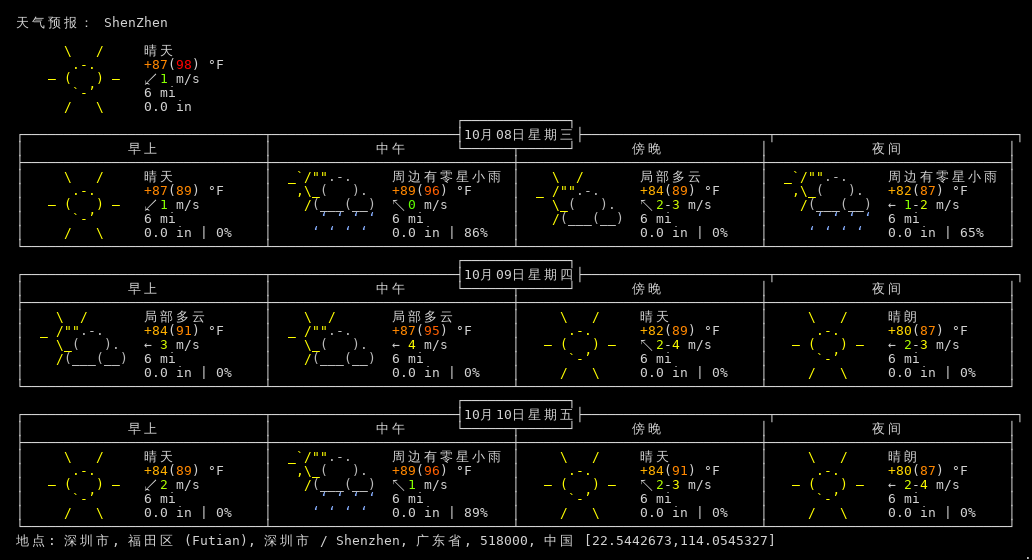 天气预报： ShenZhen
晴天
+87(98) °F
↙ 1 m/s
6 mi
0.0 in
10月08日星期三
早上 中午 傍晚 夜间
晴天 周边有零星小雨 局部多云 周边有零星小雨
+87(89) °F +89(96) °F +84(89) °F +82(87) °F
↙ 1 m/s ↖ 0 m/s ↖ 2-3 m/s ← 1-2 m/s
6 mi 6 mi 6 mi 6 mi
0.0 in | 0% 0.0 in | 86% 0.0 in | 0% 0.0 in | 65%
10月09日星期四
早上 中午 傍晚 夜间
局部多云 局部多云 晴天 晴朗
+84(91) °F +87(95) °F +82(89) °F +80(87) °F
← 3 m/s ← 4 m/s ↖ 2-4 m/s ← 2-3 m/s
6 mi 6 mi 6 mi 6 mi
0.0 in | 0% 0.0 in | 0% 0.0 in | 0% 0.0 in | 0%
10月10日星期五
早上 中午 傍晚 夜间
晴天 周边有零星小雨 晴天 晴朗
+84(89) °F +89(96) °F +84(91) °F +80(87) °F
↙ 2 m/s ↖ 1 m/s ↖ 2-3 m/s ← 2-4 m/s
6 mi 6 mi 6 mi 6 mi
0.0 in | 0% 0.0 in | 89% 0.0 in | 0% 0.0 in | 0%
地点: 深圳市, 福田区 (Futian), 深圳市 / Shenzhen, 广东省, 518000, 中国 [22.5442673,114.0545327]